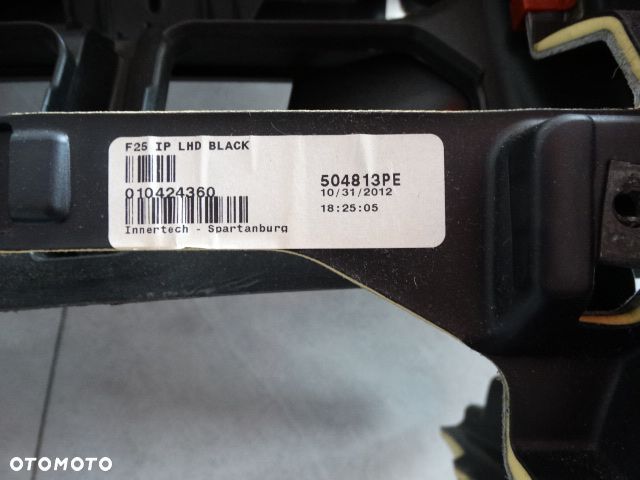 F25 IP LHD BLACK
010424360
504813PE
10/31/2012
18:25:05
Innertech - Spartanburg
OTOMOTO